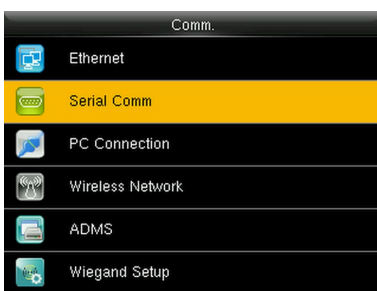 Comm.
Ethernet
Serial Comm
PC Connection
Wireless Network
ADMS
Wiegand Setup